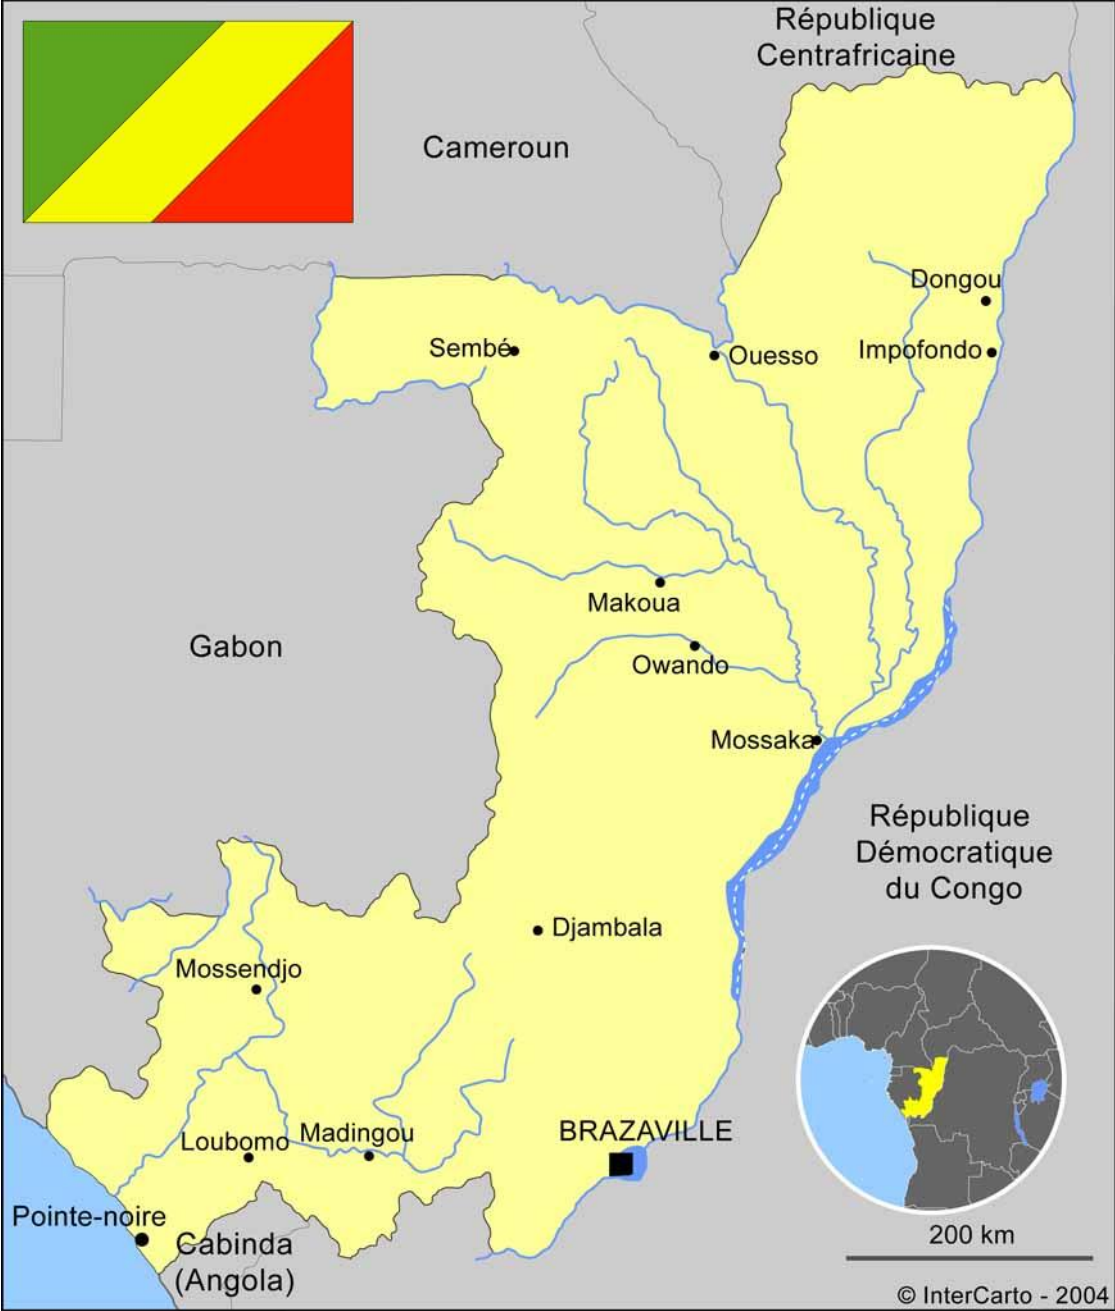 République
Centrafricaine
Cameroun
Dongou
Sembé
Ouesso
Impofondo
Makoua
Gabon
Owando
Mossaka
République
Démocratique
du Congo
Djambala
Mossendjo
BRAZAVILLE
Loubomo
Madingou
Pointe-noire
Cabinda
(Angola)
200 km
© InterCarto - 2004